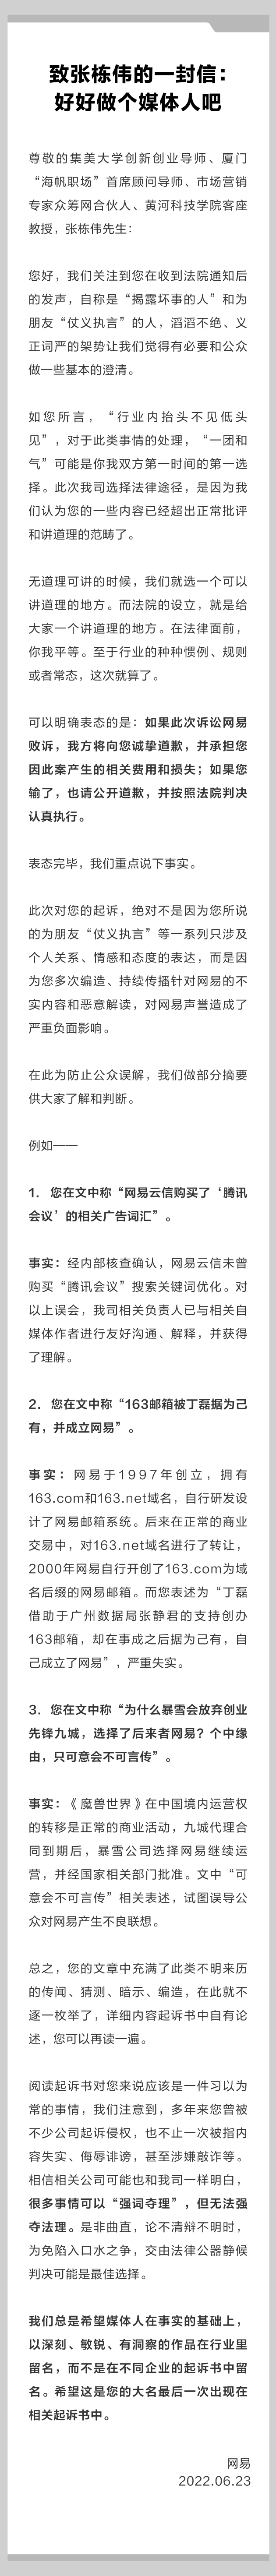 致张栋伟的一封信：
好好做个媒体人吧
尊敬的集美大学创新创业导师、厦门
“海帆职场”首席顾问导师、市场营销
专家众筹网合伙人、黄河科技学院客座
教授，张栋伟先生：
您好，我们关注到您在收到法院通知后
的发声，自称是“揭露坏事的人”和为
朋友“仗义执言”的人，滔滔不绝、义
正词严的架势让我们觉得有必要和公众
做一些基本的澄清。
如您所言，“行业内抬头不见低头
见”，对于此类事情的处理，“一团和
气”可能是你我双方第一时间的第一选
择。此次我司选择法律途径，是因为我
们认为您的一些内容已经超出正常批评
和讲道理的范畴了。
无道理可讲的时候，我们就选一个可以
讲道理的地方。而法院的设立，就是给
大家一个讲道理的地方。在法律面前，
你我平等。至于行业的种种惯例、规则
或者常态，这次就算了。
可以明确表态的是：如果此次诉讼网易
败诉，我方将向您诚挚道歉，并承担您
因此案产生的相关费用和损失；如果您
输了，也请公开道歉，并按照法院判决
认真执行。
表态完毕，我们重点说下事实。
此次对您的起诉，绝对不是因为您所说
的为朋友“仗义执言”等一系列只涉及
个人关系、情感和态度的表达，而是因
为您多次编造、持续传播针对网易的不
实内容和恶意解读，对网易声誉造成了
严重负面影响。
在此为防止公众误解，我们做部分摘要
供大家了解和判断。
例如——
1. 您在文中称“网易云信购买了‘腾讯
会议’的相关广告词汇”。
事实：经内部核查确认，网易云信未曾
购买“腾讯会议”搜索关键词优化。对
以上误会，我司相关负责人已与相关自
媒体作者进行友好沟通、解释，并获得
了理解。
2. 您在文中称“163邮箱被丁磊据为己
有，并成立网易”。
事实：网易于1997年创立，拥有
163.com和163.net域名，自行研发设
计了网易邮箱系统。后来在正常的商业
交易中，对163.net域名进行了转让，
2000年网易自行开创了163.com为域
名后缀的网易邮箱。而您表述为“丁磊
借助于广州数据局张静君的支持创办
163邮箱，却在事成之后据为己有，自
己成立了网易”，严重失实。
3. 您在文中称“为什么暴雪会放弃创业
先锋九城，选择了后来者网易？个中缘
由，只可意会不可言传”。
事实：《魔兽世界》在中国境内运营权
的转移是正常的商业活动，九城代理合
同到期后，暴雪公司选择网易继续运
营，并经国家相关部门批准。文中“可
意会不可言传”相关表述，试图误导公
众对网易产生不良联想。
总之，您的文章中充满了此类不明来历
的传闻、猜测、暗示、编造，在此就不
逐一枚举了，详细内容起诉书中自有论
述，您可以再读一遍。
阅读起诉书对您来说应该是一件习以为
常的事情，我们注意到，多年来您曾被
不少公司起诉侵权，也不止一次被指内
容失实、侮辱诽谤，甚至涉嫌敲诈等。
相信相关公司可能也和我司一样明白，
很多事情可以“强词夺理”，但无法强
夺法理。是非曲直，论不清辩不明时，
为免陷入口水之争，交由法律公器静候
判决可能是最佳选择。
我们总是希望媒体人在事实的基础上，
以深刻、敏锐、有洞察的作品在行业里
留名，而不是在不同企业的起诉书中留
名。希望这是您的大名最后一次出现在
相关起诉书中。
网易
2022.06.23